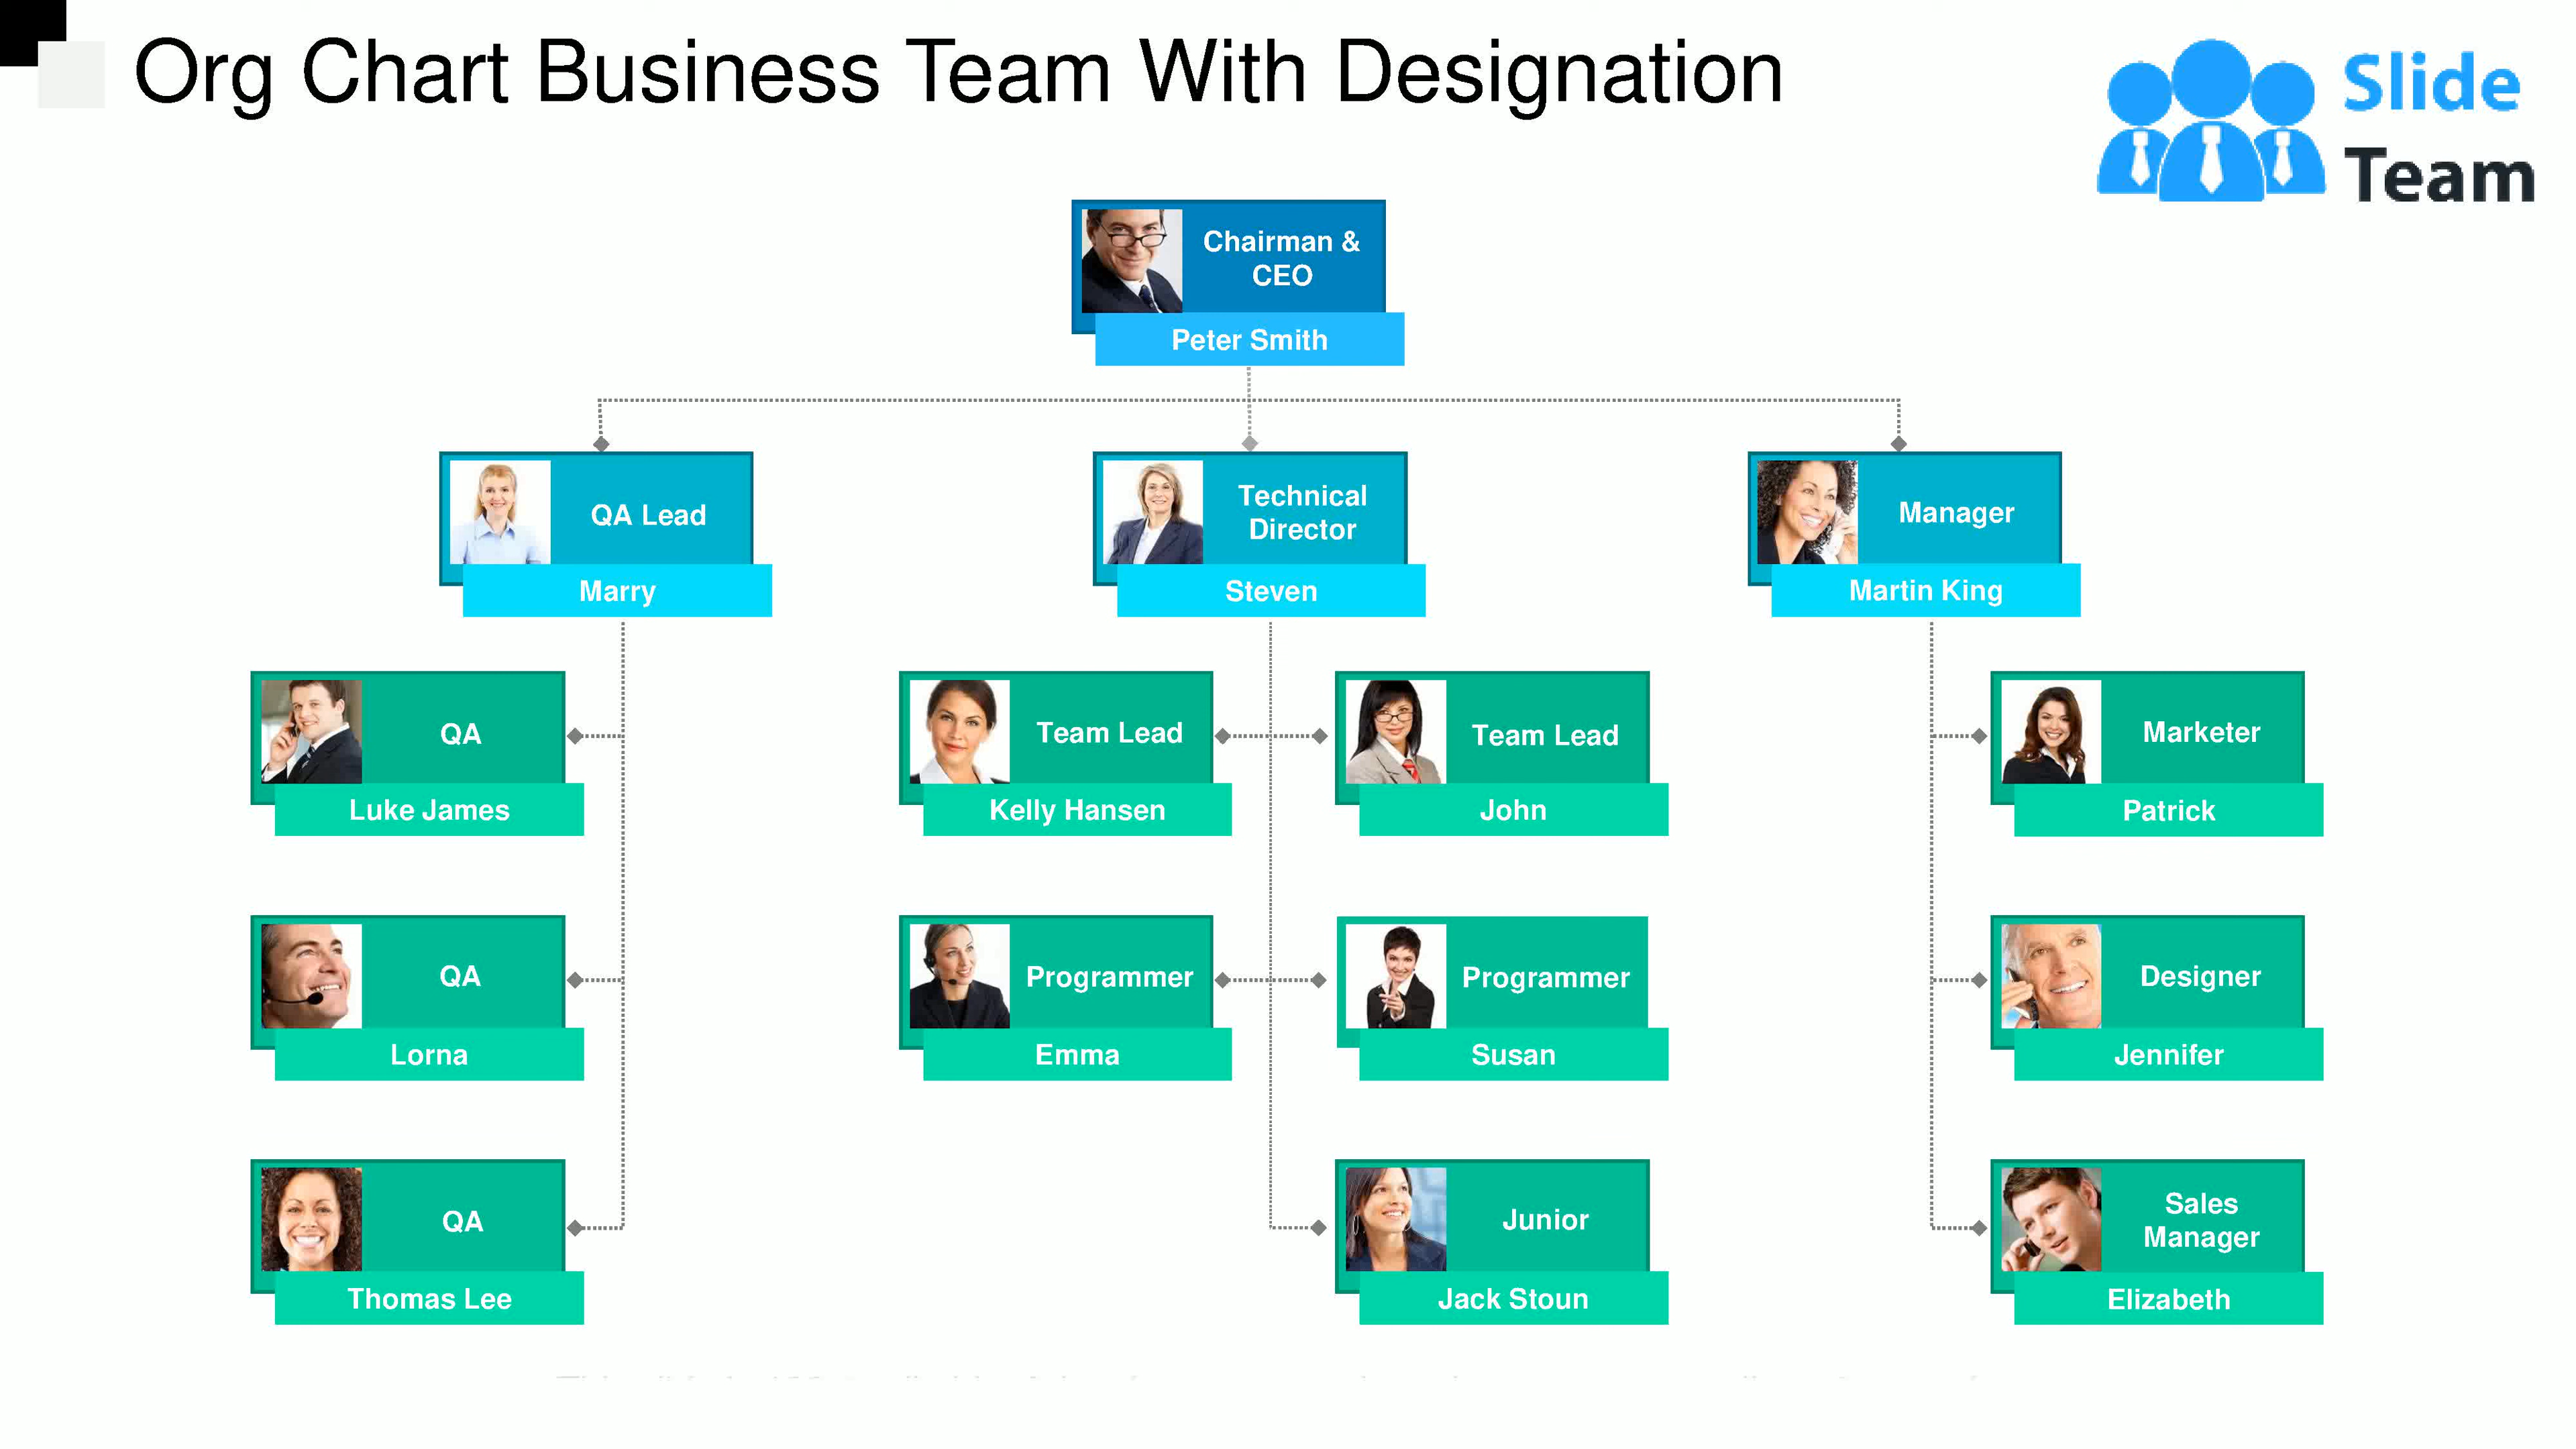 Org Chart Business Team With Designation
Slide
Team
Chairman &
CEO
Peter Smith
QA Lead
Marry
Technical
Director
Steven
Manager
Martin King
QA
Luke James
Team Lead
Kelly Hansen
Team Lead
John
Marketer
Patrick
QA
Lorna
Programmer
Emma
Programmer
Susan
Designer
Jennifer
QA
Thomas Lee
Junior
Jack Stoun
Sales
Manager
Elizabeth